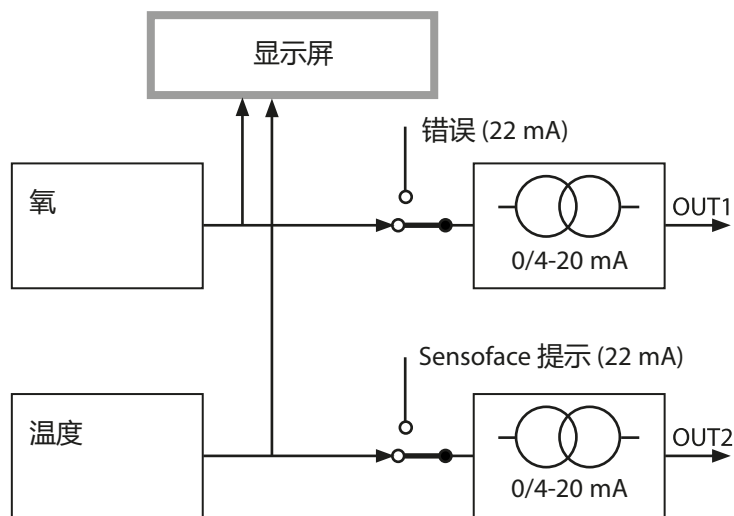 显示屏
错误 (22 mA)
氧
OUT1
0/4-20 mA
Sensoface 提示 (22 mA)
温度
OUT2
0/4-20 mA